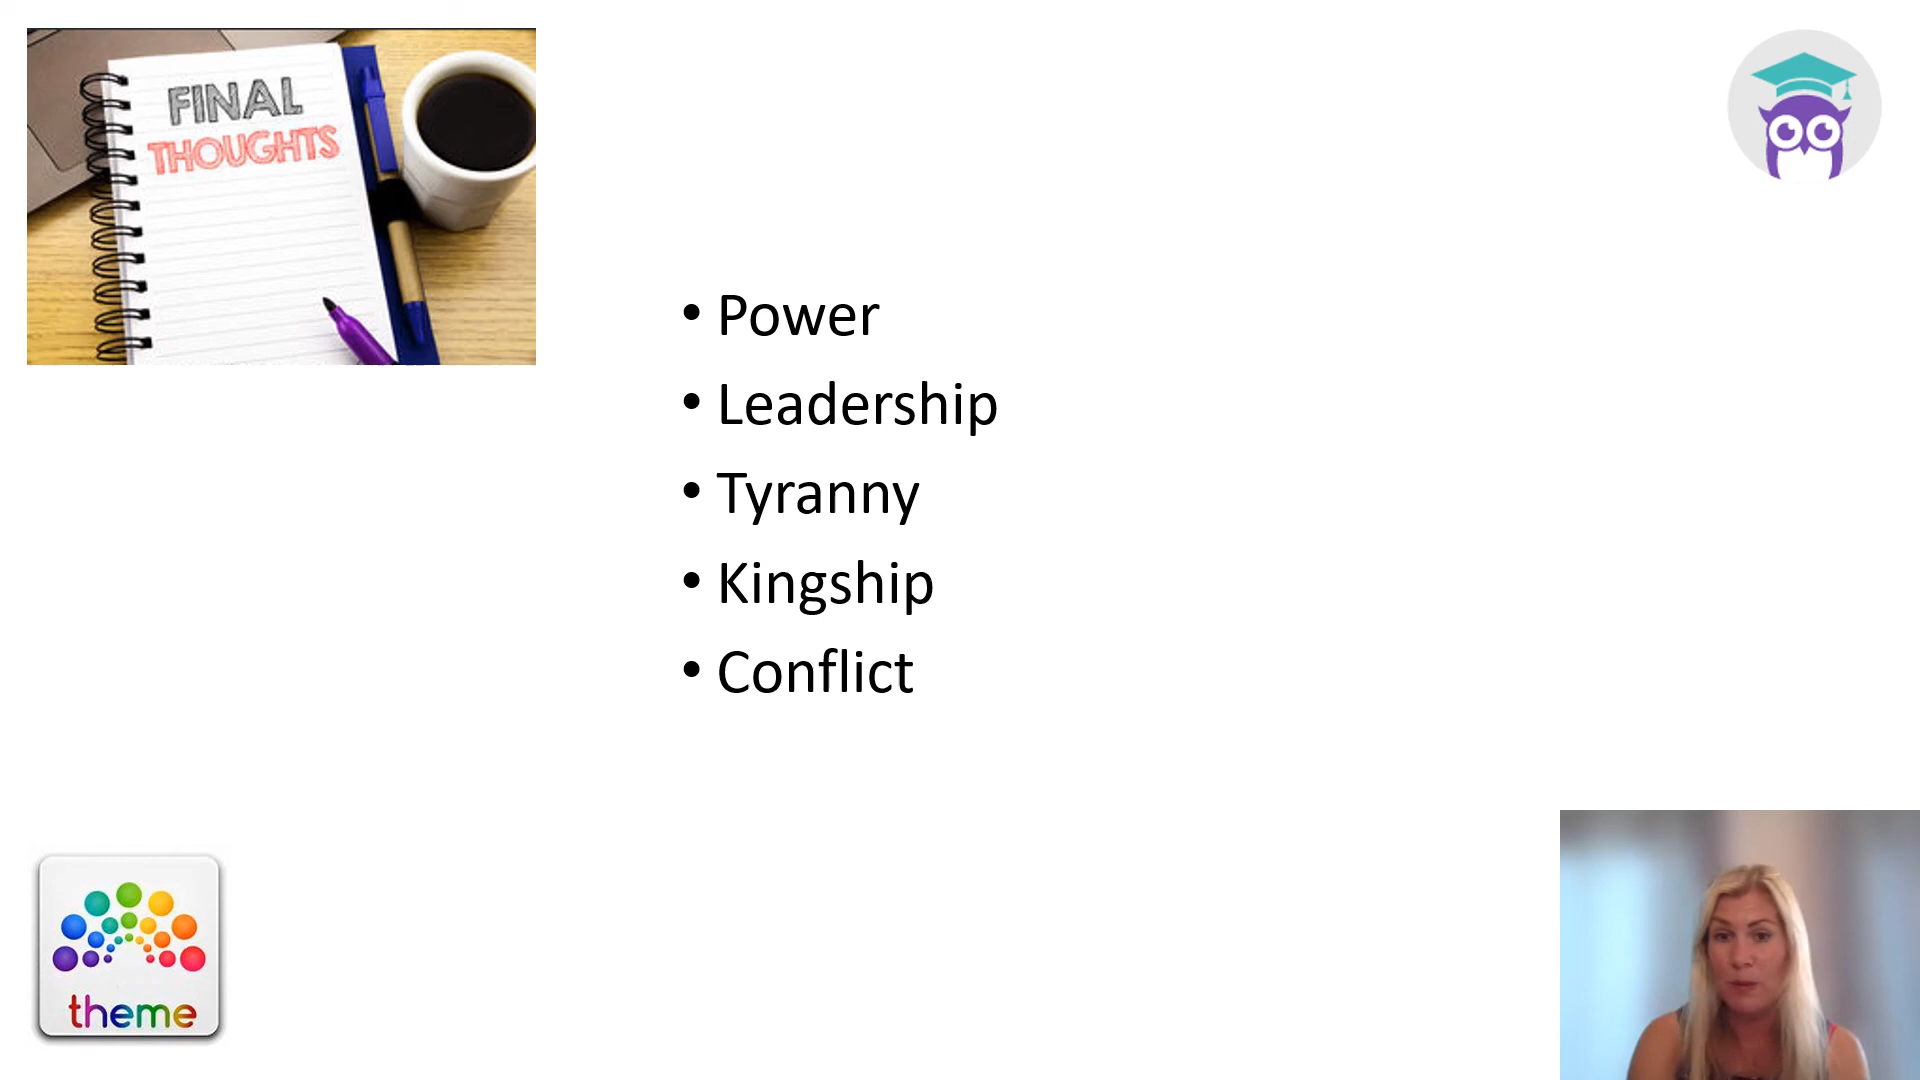 FINAL
THOUGHTS
• Power
• Leadership
• Tyranny
• Kingship
• Conflict
theme